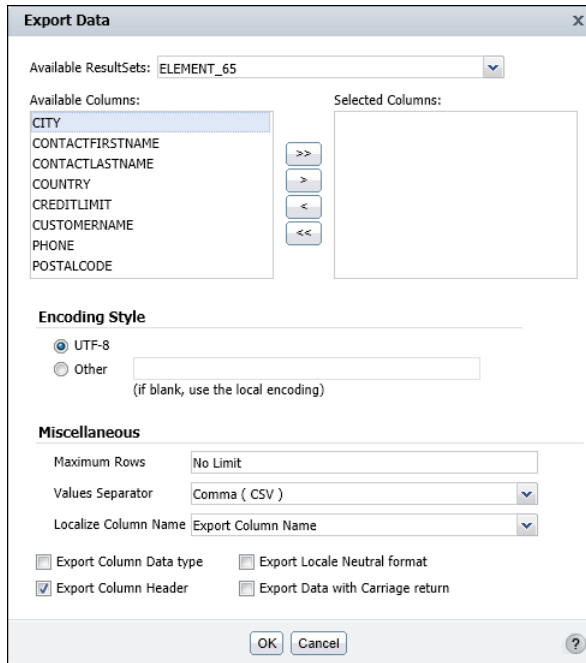 Export Data x
Available ResultSets: ELEMENT_65
Available Columns: Selected Columns:
CITY
CONTACTFIRSTNAME
CONTACTLASTNAME
COUNTRY
CREDITLIMIT
CUSTOMERNAME
PHONE
POSTALCODE
>>
>
<
<<
Encoding Style
UTF-8
Other
(if blank, use the local encoding)
Miscellaneous
Maximum Rows No Limit
Values Separator Comma ( CSV )
Localize Column Name Export Column Name
Export Column Data type Export Locale Neutral format
Export Column Header Export Data with Carriage return
OK Cancel ?